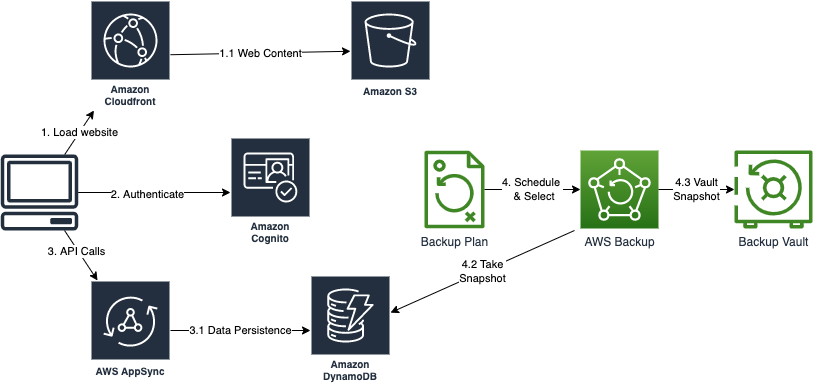 Amazon
Cloudfront
1.1 Web Content
Amazon S3
1. Load website
2. Authenticate
Amazon
Cognito
3. API Calls
AWS AppSync
3.1 Data Persistence
Amazon
DynamoDB
Backup Plan
4. Schedule
& Select
AWS Backup
4.3 Vault
Snapshot
Backup Vault
4.2 Take
Snapshot